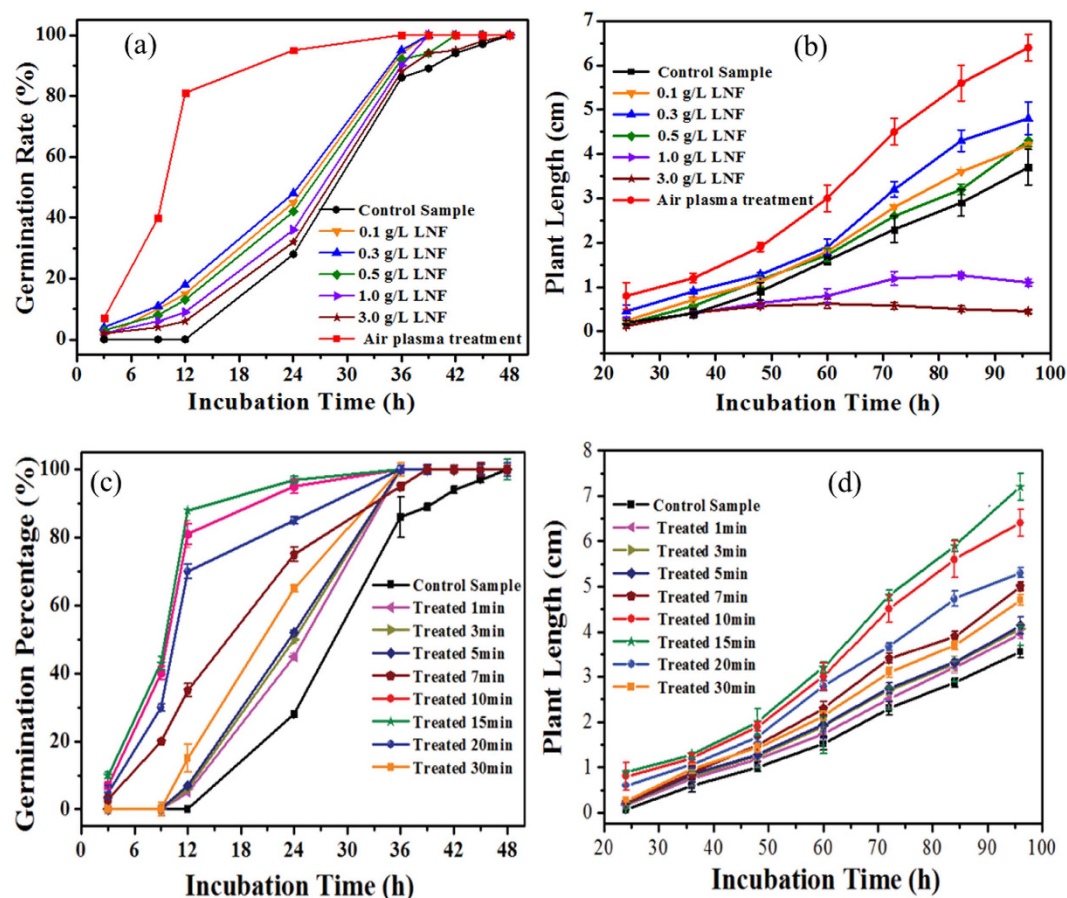 (a)
Germination Rate (%)
100
80
60
40
20
0
Control Sample
0.1 g/L LNF
0.3 g/L LNF
0.5 g/L LNF
1.0 g/L LNF
3.0 g/L LNF
Air plasma treatment
0 6 12 18 24 30 36 42 48
Incubation Time (h)
(b)
Plant Length (cm)
7
6
5
4
3
2
1
0
Control Sample
0.1 g/L LNF
0.3 g/L LNF
0.5 g/L LNF
1.0 g/L LNF
3.0 g/L LNF
Air plasma treatment
20 30 40 50 60 70 80 90 100
Incubation Time (h)
(c)
Germination Percentage (%)
100
80
60
40
20
0
Control Sample
Treated 1min
Treated 3min
Treated 5min
Treated 7min
Treated 10min
Treated 15min
Treated 20min
Treated 30min
0 6 12 18 24 30 36 42 48
Incubation Time (h)
(d)
Plant Length (cm)
8
7
6
5
4
3
2
1
0
Control Sample
Treated 1min
Treated 3min
Treated 5min
Treated 7min
Treated 10min
Treated 15min
Treated 20min
Treated 30min
20 30 40 50 60 70 80 90 100
Incubation Time (h)